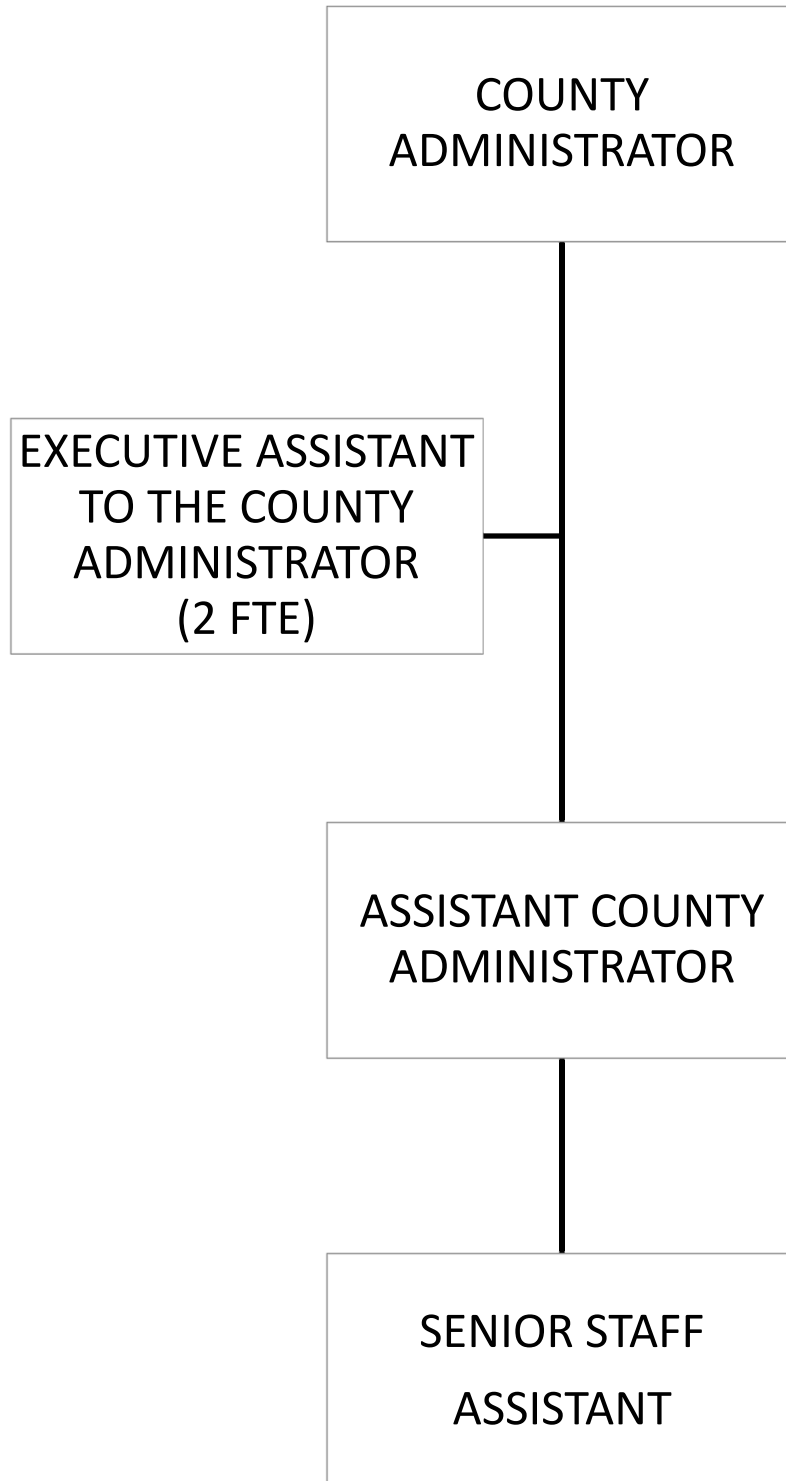 COUNTY
ADMINISTRATOR
EXECUTIVE ASSISTANT
TO THE COUNTY
ADMINISTRATOR
(2 FTE)
ASSISTANT COUNTY
ADMINISTRATOR
SENIOR STAFF
ASSISTANT